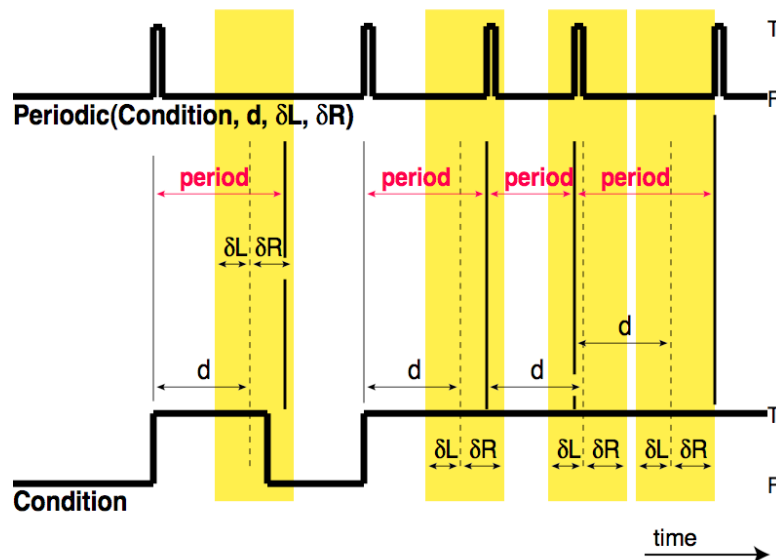 T
F
Periodic(Condition, d, δL, δR)
period period period period
δL δR
d
d d d
T
δL δR δL δR δL δR
F
Condition
time